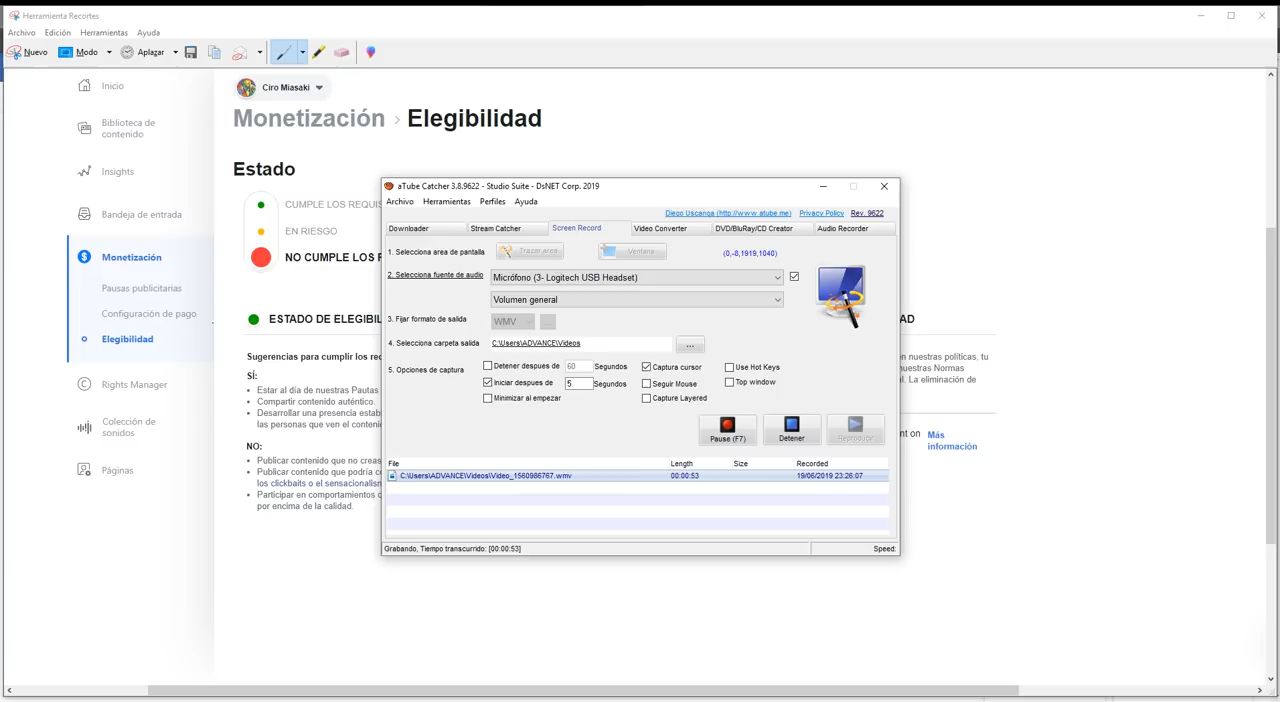 Herramienta Recortes
Archivo Edición Herramientas Ayuda
Nuevo Modo Aplazar
Inicio
Biblioteca de
contenido
Insights
Bandeja de entrada
Monetización
Pausas publicitarias
Configuración de pago
Elegibilidad
Rights Manager
Colección de
sonidos
Páginas
Ciro Miasaki
Monetización › Elegibilidad
Estado
CUMPLE LOS REQUIS
EN RIESGO
NO CUMPLE LOS
ESTADO DE ELEGIBIL
AD
Sugerencias para cumplir los rec
SÍ:
• Estar al día de nuestras Pautas
• Compartir contenido auténtico.
• Desarrollar una presencia estab
las personas que ven el conteni
NO:
• Publicar contenido que no creas
• Publicar contenido que podría c
los clickbaits o el sensacionalism
• Participar en comportamientos c
por encima de la calidad.
en nuestras políticas, tu
nuestras Normas
al. La eliminación de
nt on Más
información
aTube Catcher 3.8.9622 - Studio Suite - DsNET Corp. 2019
Archivo Herramientas Perfiles Ayuda
Diego Uscanga (http://www.atube.me) Privacy Policy Rev. 9622
Downloader Stream Catcher Screen Record Video Converter DVD/BluRay/CD Creator Audio Recorder
1. Selecciona area de pantalla Trazar area Ventana (0,-8,1919,1040)
2. Selecciona fuente de audio Micrófono (3- Logitech USB Headset)
Volumen general
3. Fijar formato de salida WMV ...
4. Selecciona carpeta salida C:\Users\ADVANCE\Videos ...
5. Opciones de captura Detener despues de 60 Segundos Captura cursor Use Hot Keys
Iniciar despues de 5 Segundos Seguir Mouse Top window
Minimizar al empezar Capture Layered
Pause (F7) Detener Reproducir
File Length Size Recorded
C:\Users\ADVANCE\Videos\Video_1560986767.wmv 00:00:53 19/06/2019 23:26:07
Grabando, Tiempo transcurrido: [00:00:53] Speed: